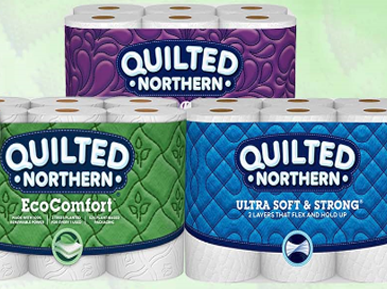 QUILTED
NORTHERN®
QUILTED
NORTHERN®
EcoComfort
QUILTED
NORTHERN®
ULTRA SOFT & STRONG®
2 LAYERS THAT FLEX AND HOLD UP